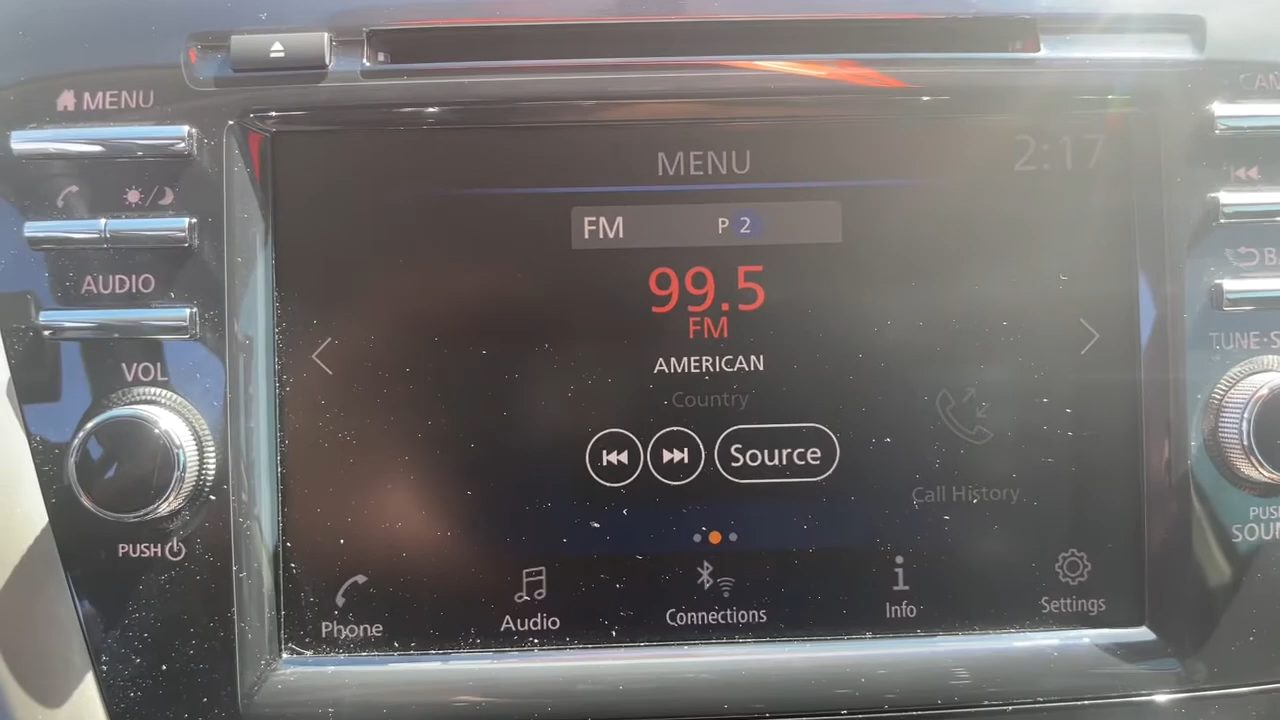 MENU
AUDIO
VOL
PUSH
MENU
2:17
FM P 2
99.5
FM
AMERICAN
Country
Source
Call History
Phone
Audio
Connections
Info
Settings